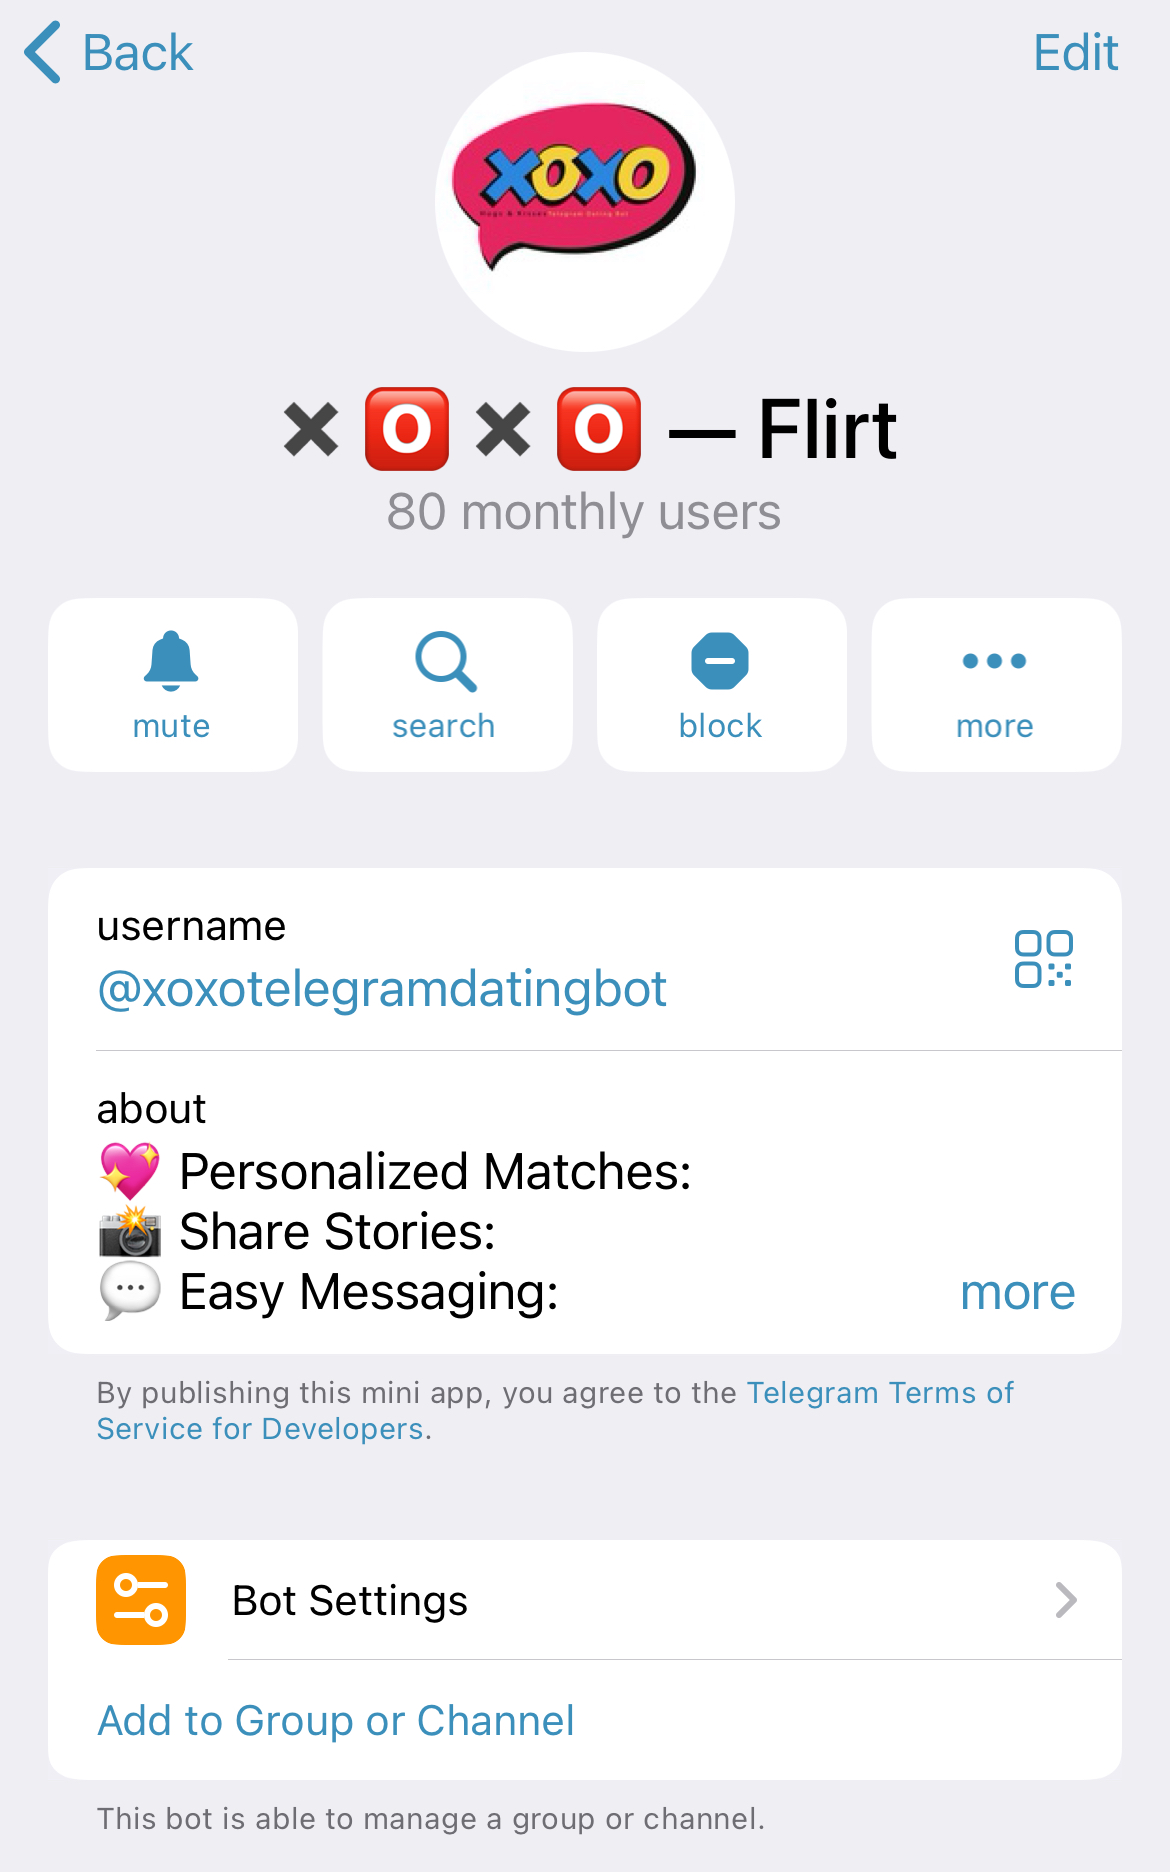 Back
Edit
XOXO
Hugs & Kisses Telegram Dating Bot
✖️ 🅾️ ✖️ 🅾️ — Flirt
80 monthly users
mute
search
block
more
username
@xoxotelegramdatingbot
about
💖 Personalized Matches:
📸 Share Stories:
💬 Easy Messaging:
more
By publishing this mini app, you agree to the Telegram Terms of
Service for Developers.
Bot Settings
Add to Group or Channel
This bot is able to manage a group or channel.